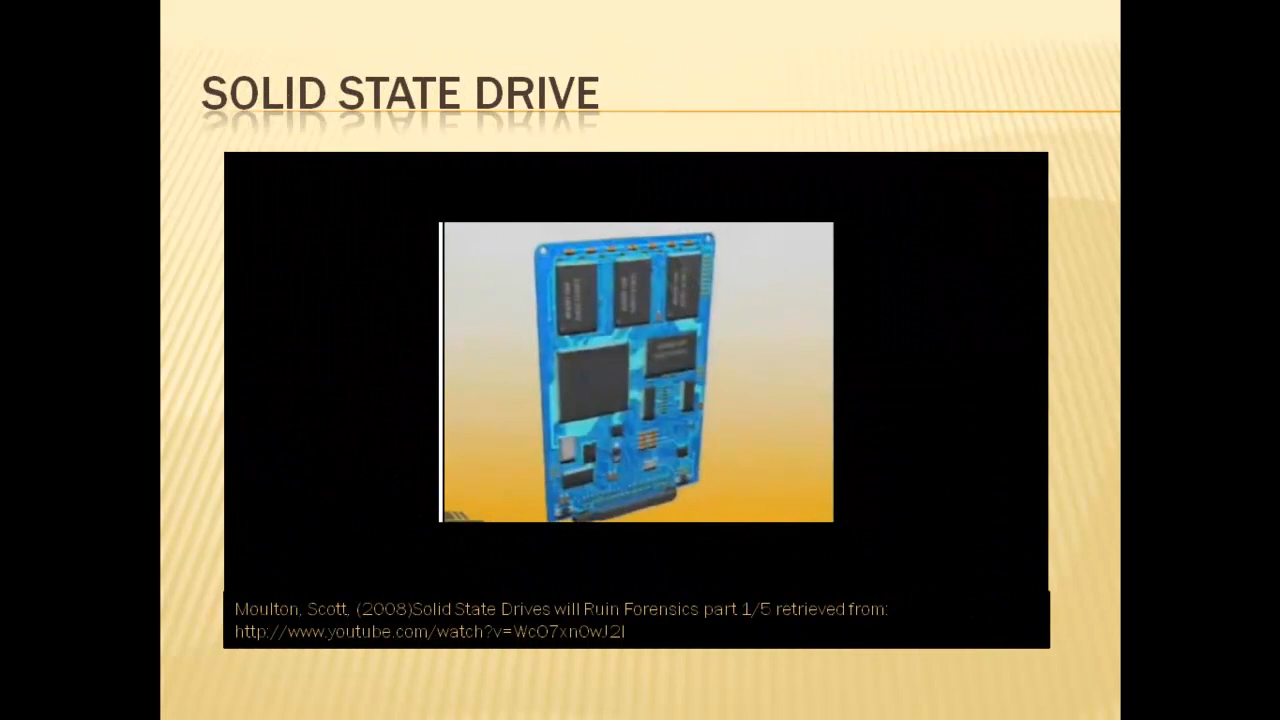 SOLID STATE DRIVE
Moulton, Scott, (2008)Solid State Drives will Ruin Forensics part 1/5 retrieved from:
http://www.youtube.com/watch?v=WcO7xn0wJ2I